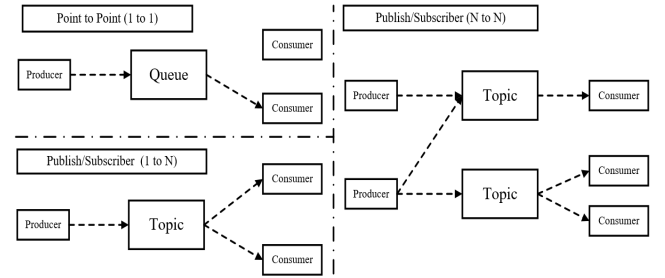 Point to Point (1 to 1)
Producer
Queue
Consumer
Consumer
Publish/Subscriber (1 to N)
Producer
Topic
Consumer
Consumer
Publish/Subscriber (N to N)
Producer
Topic
Consumer
Producer
Topic
Consumer
Consumer